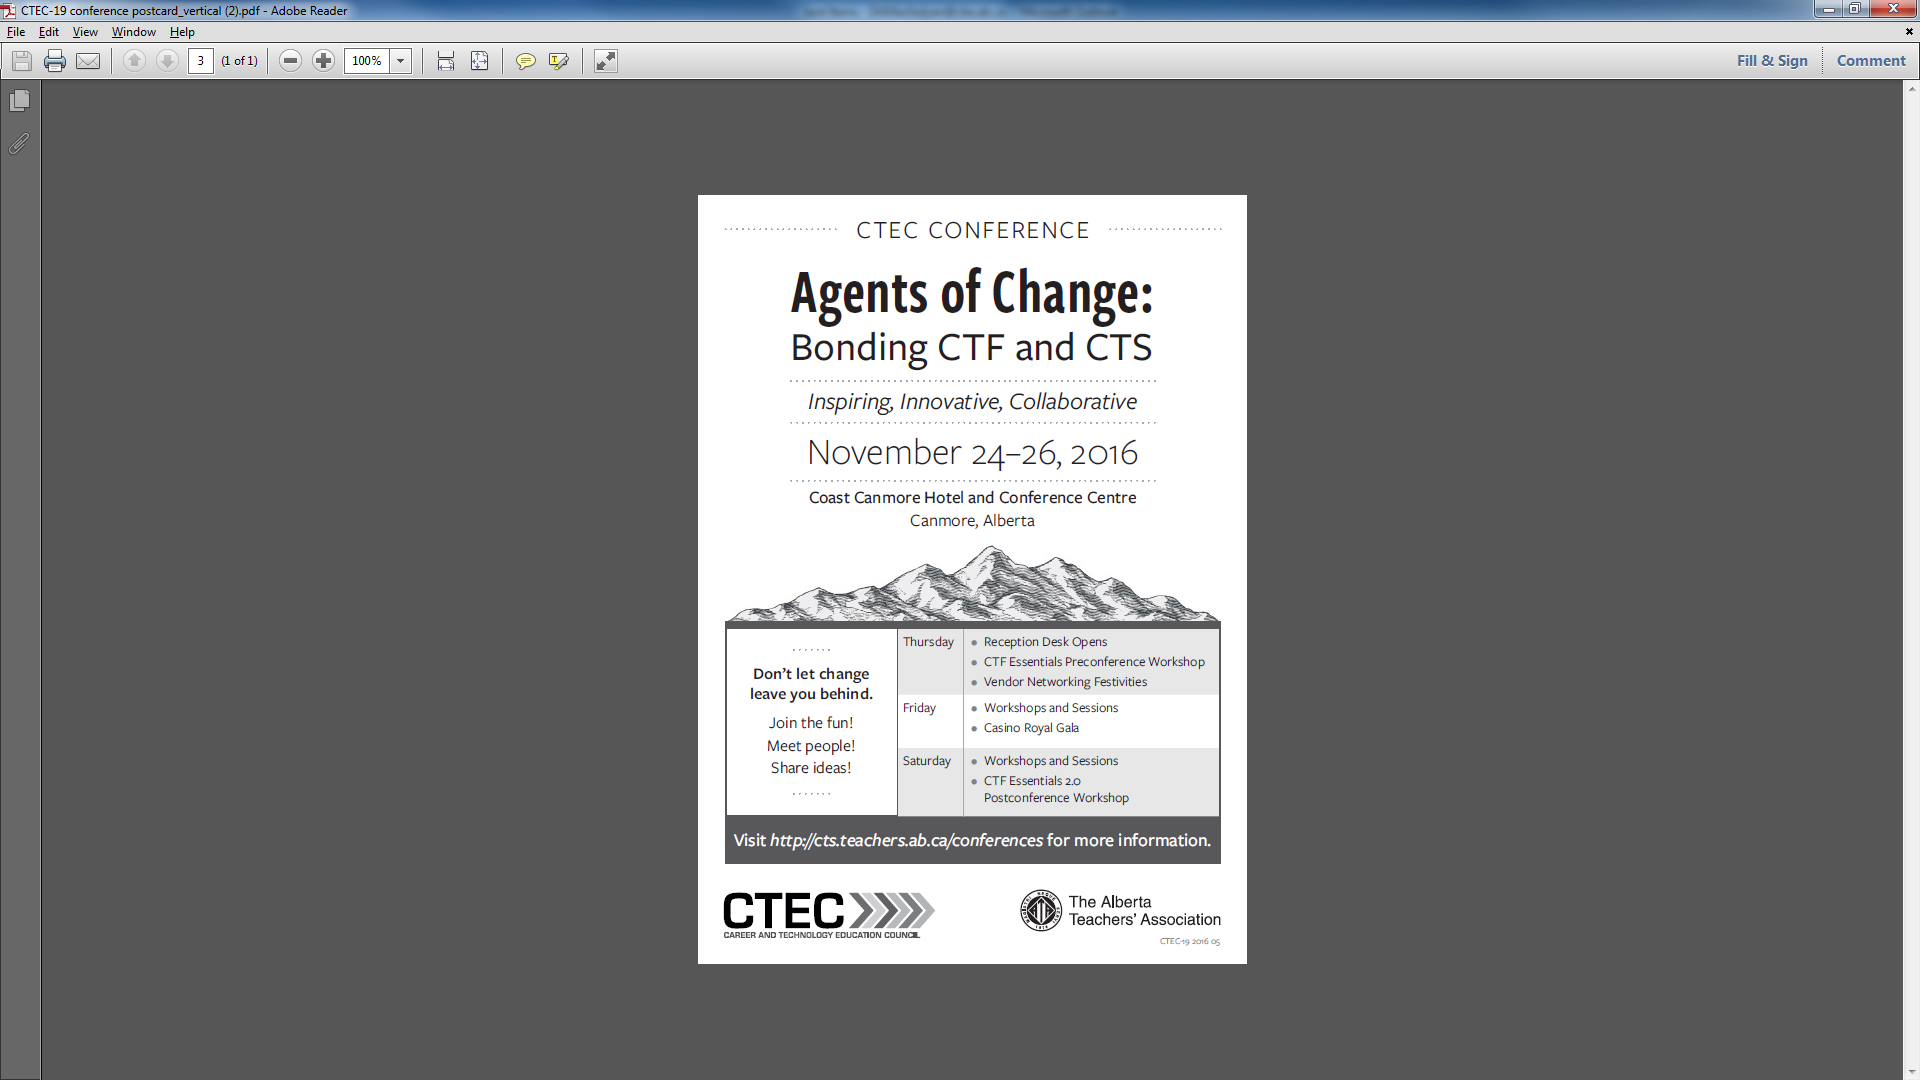 CTEC-19 conference postcard_vertical (2).pdf - Adobe Reader
File Edit View Window Help
3 (1 of 1) 100% Fill & Sign Comment
CTEC CONFERENCE
Agents of Change:
Bonding CTF and CTS
Inspiring, Innovative, Collaborative
November 24–26, 2016
Coast Canmore Hotel and Conference Centre
Canmore, Alberta
Don't let change
leave you behind.
Join the fun!
Meet people!
Share ideas!
Thursday
• Reception Desk Opens
• CTF Essentials Preconference Workshop
• Vendor Networking Festivities
Friday
• Workshops and Sessions
• Casino Royal Gala
Saturday
• Workshops and Sessions
• CTF Essentials 2.0
Postconference Workshop
Visit http://cts.teachers.ab.ca/conferences for more information.
CTEC
CAREER AND TECHNOLOGY EDUCATION COUNCIL
The Alberta
Teachers' Association
CTEC-19 2016 05